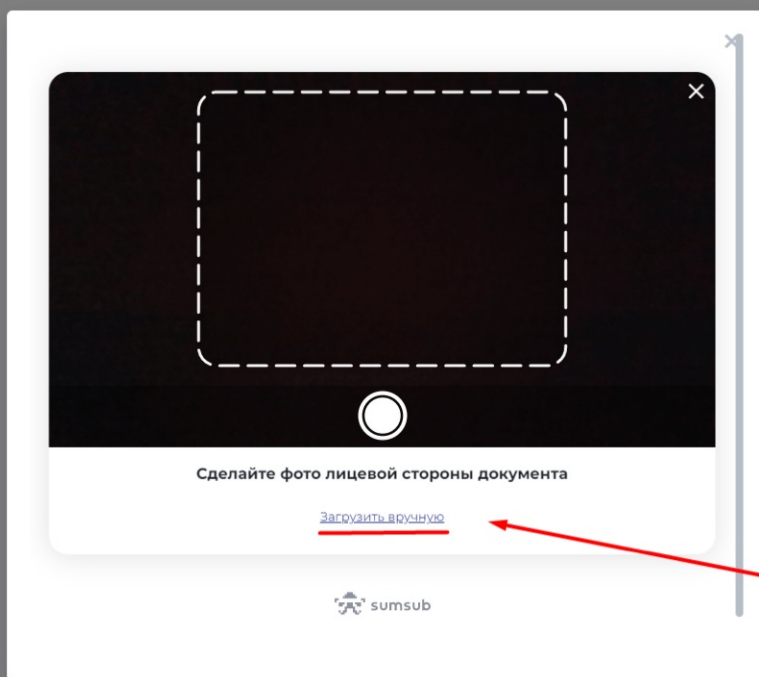 Сделайте фото лицевой стороны документа
Загрузить вручную
sumsub